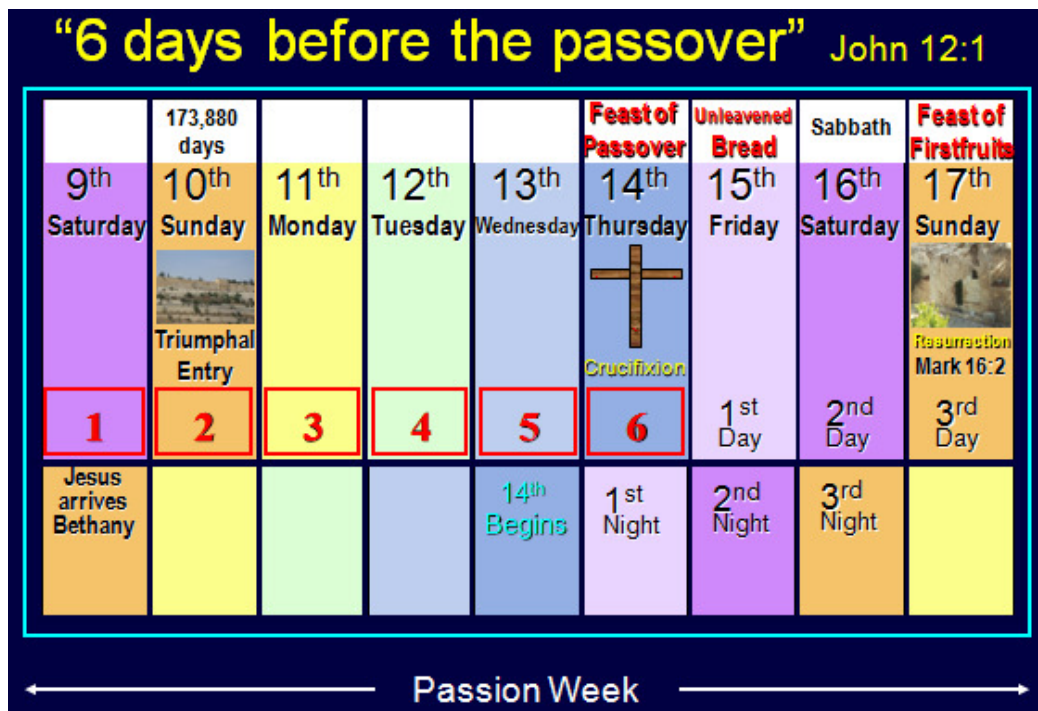 “6 days before the passover” John 12:1
173,880
days
Feast of
Passover
Unleavened
Bread
Sabbath
Feast of
Firstfruits
9th
Saturday
10th
Sunday
11th
Monday
12th
Tuesday
13th
Wednesday
14th
Thursday
15th
Friday
16th
Saturday
17th
Sunday
Triumphal
Entry
Crucifixion
Resurrection
Mark 16:2
1
2
3
4
5
6
1st
Day
2nd
Day
3rd
Day
Jesus
arrives
Bethany
14th
Begins
1st
Night
2nd
Night
3rd
Night
Passion Week